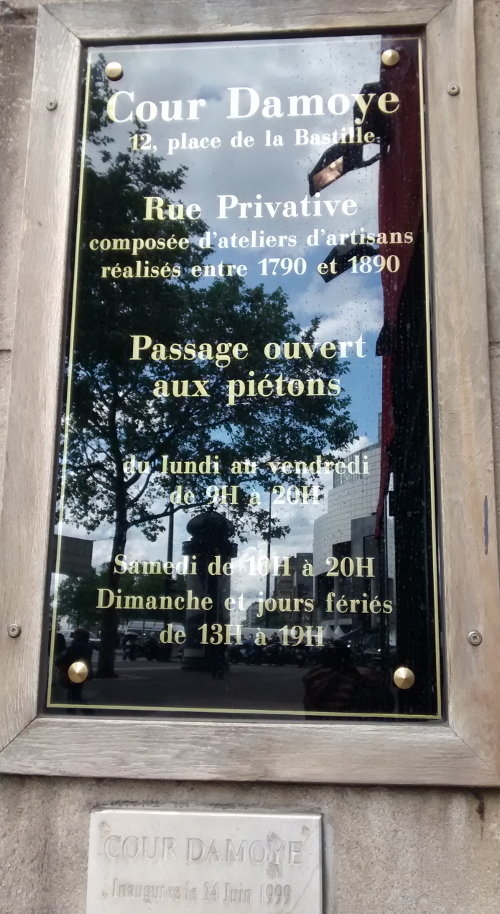 Cour Damoye
12, place de la Bastille
Rue Privative
composée d'ateliers d'artisans
réalisés entre 1790 et 1890
Passage ouvert
aux piétons
du lundi au vendredi
de 9H à 20H
Samedi de 10H à 20H
Dimanche et jours fériés
de 13H à 19H
COUR DAMOYE
Inaugurée le 14 Juin 1999